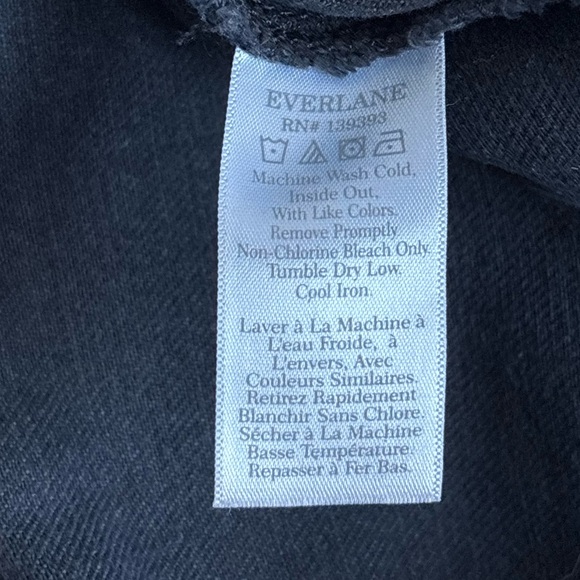 EVERLANE
RN# 139393
Machine Wash Cold,
Inside Out,
With Like Colors.
Remove Promptly
Non-Chlorine Bleach Only.
Tumble Dry Low.
Cool Iron.
Laver à La Machine à
L'eau Froide, à
L'envers, Avec
Couleurs Similaires.
Retirez Rapidement
Blanchir Sans Chlore.
Sécher à La Machine
Basse Température.
Repasser à Fer Bas.